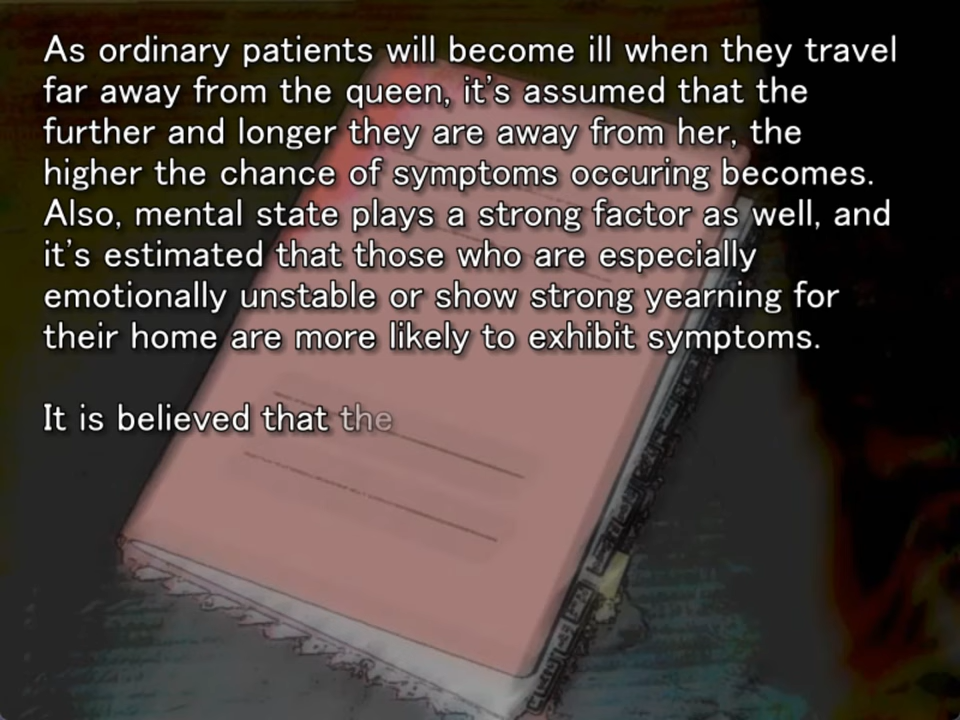 As ordinary patients will become ill when they travel
far away from the queen, it's assumed that the
further and longer they are away from her, the
higher the chance of symptoms occuring becomes.
Also, mental state plays a strong factor as well, and
it's estimated that those who are especially
emotionally unstable or show strong yearning for
their home are more likely to exhibit symptoms.
It is believed that the